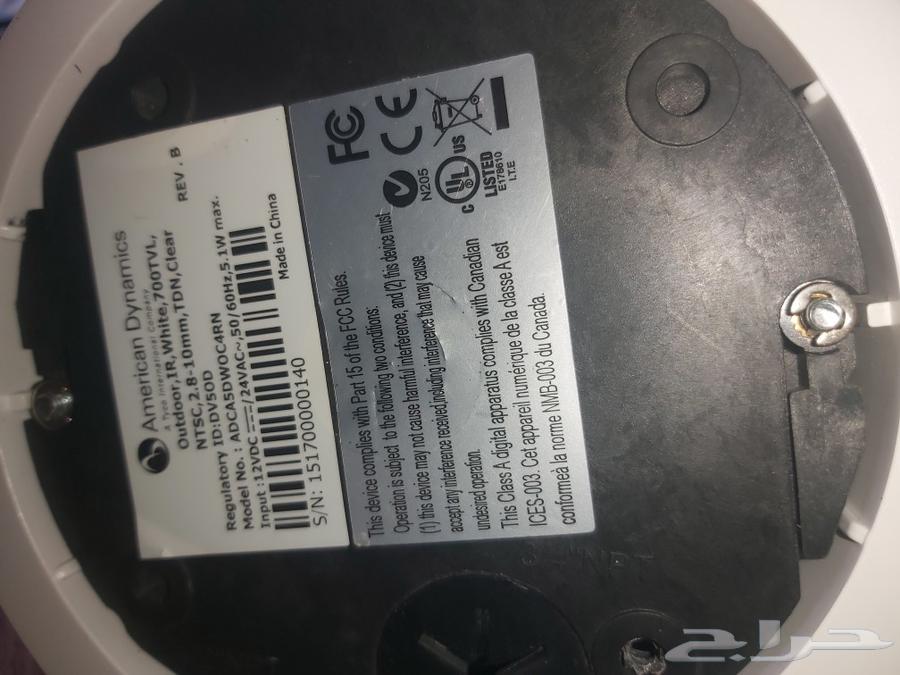 American Dynamics
A Tyco International Company
Outdoor,IR,White,700TVL,
NTSC,2.8-10mm,TDN,Clear
REV. B
Regulatory ID:DV50D
Model No.: ADCA5DWOC4RN
Input :12VDC⎓/24VAC~,50/60Hz,5.1W max.
S/N: 151700000140
Made in China
FC
CE
N205
C UL US
LISTED
E178610
I.T.E
This device complies with Part 15 of the FCC Rules.
Operation is subject to the following two conditions:
(1) this device may not cause harmful interference, and (2) this device must
accept any interference received,including interference that may cause
undesired operation.
This Class A digital apparatus complies with Canadian
ICES-003. Cet appareil numérique de la classe A est
conformeà la norme NMB-003 du Canada.
3/4 NPT
حراج